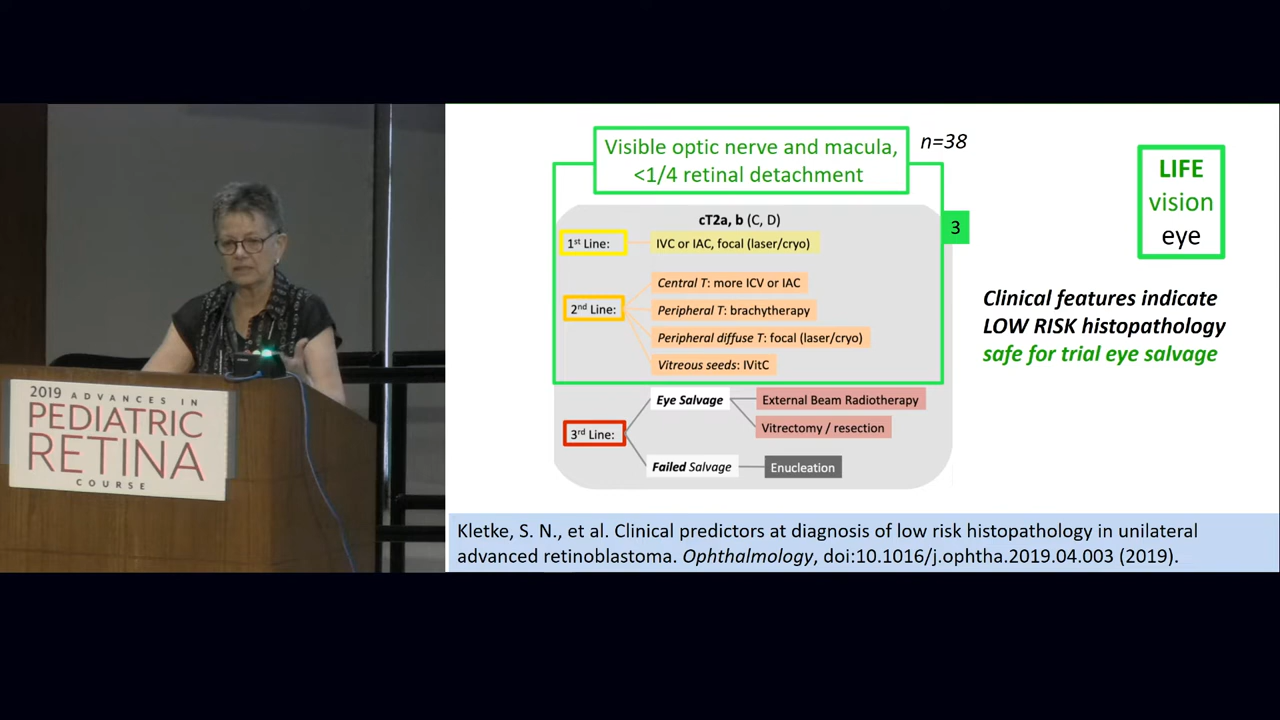 2019 ADVANCES IN
PEDIATRIC
RETINA
COURSE
Visible optic nerve and macula,
<1/4 retinal detachment
n=38
cT2a, b (C, D)
3
1st Line:
IVC or IAC, focal (laser/cryo)
2nd Line:
Central T: more ICV or IAC
Peripheral T: brachytherapy
Peripheral diffuse T: focal (laser/cryo)
Vitreous seeds: IVitC
3rd Line:
Eye Salvage
External Beam Radiotherapy
Vitrectomy / resection
Failed Salvage
Enucleation
LIFE
vision
eye
Clinical features indicate
LOW RISK histopathology
safe for trial eye salvage
Kletke, S. N., et al. Clinical predictors at diagnosis of low risk histopathology in unilateral
advanced retinoblastoma. Ophthalmology, doi:10.1016/j.ophtha.2019.04.003 (2019).